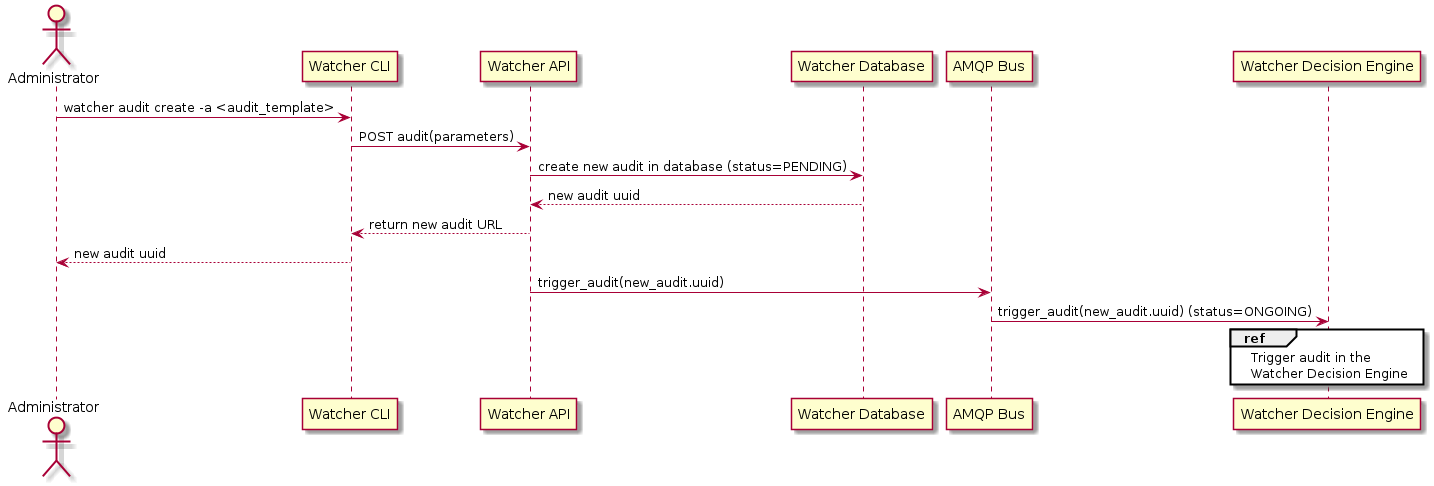 Administrator
Watcher CLI
Watcher API
Watcher Database
AMQP Bus
Watcher Decision Engine
watcher audit create -a <audit_template>
POST audit(parameters)
create new audit in database (status=PENDING)
new audit uuid
return new audit URL
new audit uuid
trigger_audit(new_audit.uuid)
trigger_audit(new_audit.uuid) (status=ONGOING)
ref
Trigger audit in the
Watcher Decision Engine
Administrator
Watcher CLI
Watcher API
Watcher Database
AMQP Bus
Watcher Decision Engine